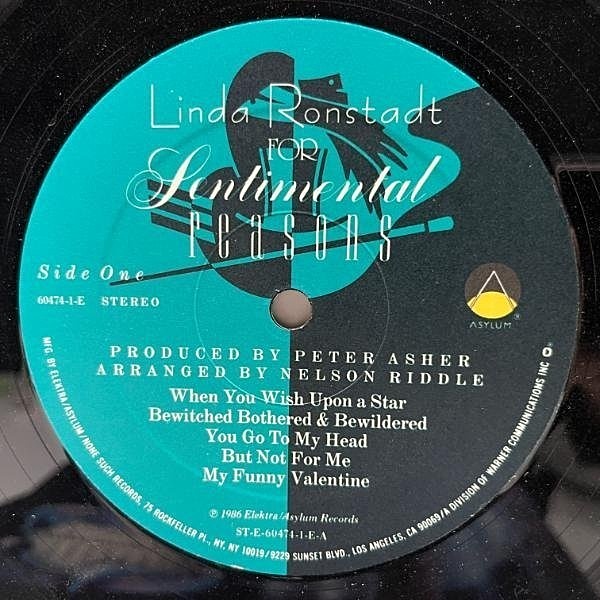 Linda Ronstadt
FOR
Sentimental
reasons
Side One
60474-1-E STEREO
ASYLUM ®
PRODUCED BY PETER ASHER
ARRANGED BY NELSON RIDDLE
When You Wish Upon a Star
Bewitched Bothered & Bewildered
You Go To My Head
But Not For Me
My Funny Valentine
℗ 1986 Elektra/Asylum Records
ST-E-60474-1-E-A
MFG. BY ELEKTRA/ASYLUM/NONE SUCH RECORDS, 75 ROCKFELLER PL., NY, NY 10019/9229 SUNSET BLVD., LOS ANGELES, CA 90069/A DIVISION OF WARNER COMMUNICATIONS INC